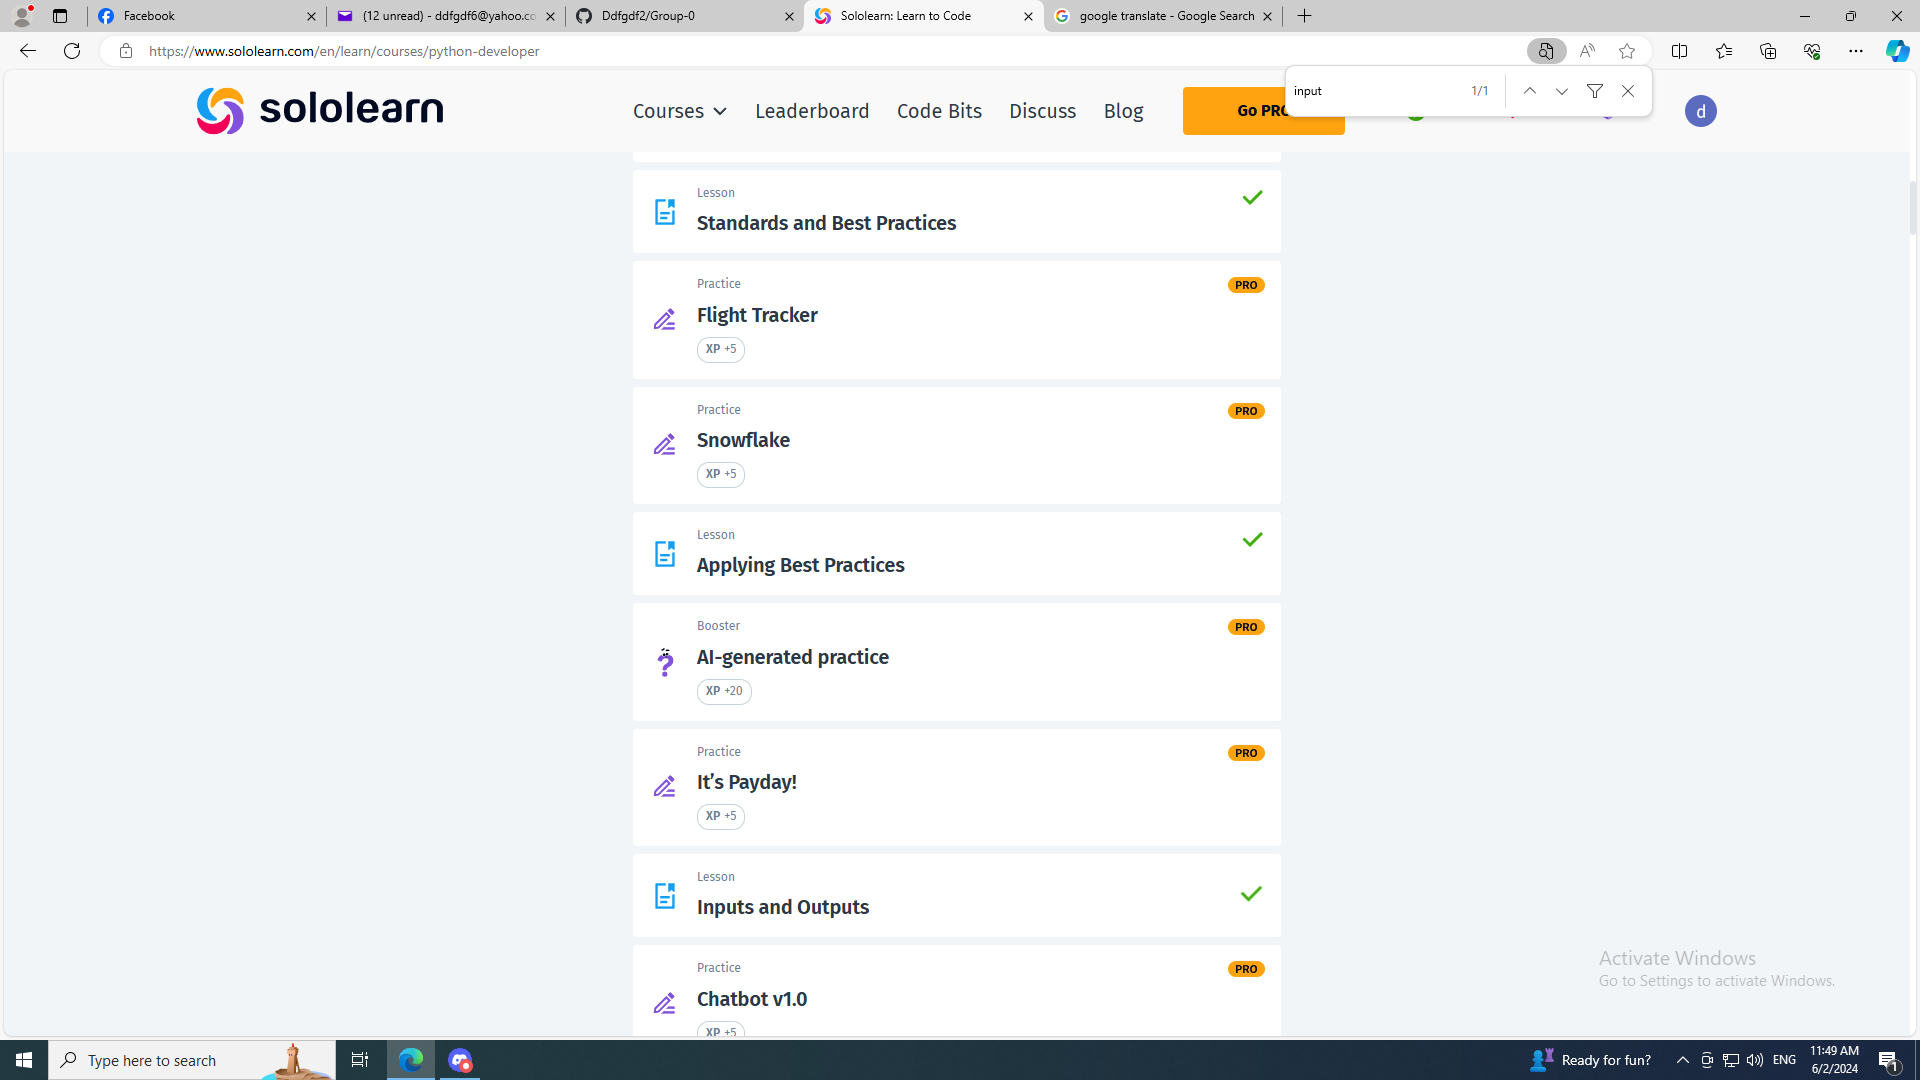 Facebook
(12 unread) - ddfgdf6@yahoo.co
Ddfgdf2/Group-0
Sololearn: Learn to Code
google translate - Google Search
https://www.sololearn.com/en/learn/courses/python-developer
input
1/1
sololearn
Courses
Leaderboard
Code Bits
Discuss
Blog
Go PRO
d
Lesson
Standards and Best Practices
Practice
PRO
Flight Tracker
XP +5
Practice
PRO
Snowflake
XP +5
Lesson
Applying Best Practices
Booster
PRO
AI-generated practice
XP +20
Practice
PRO
It’s Payday!
XP +5
Lesson
Inputs and Outputs
Practice
PRO
Chatbot v1.0
XP +5
Activate Windows
Go to Settings to activate Windows.
Type here to search
Ready for fun?
ENG
11:49 AM
6/2/2024
1